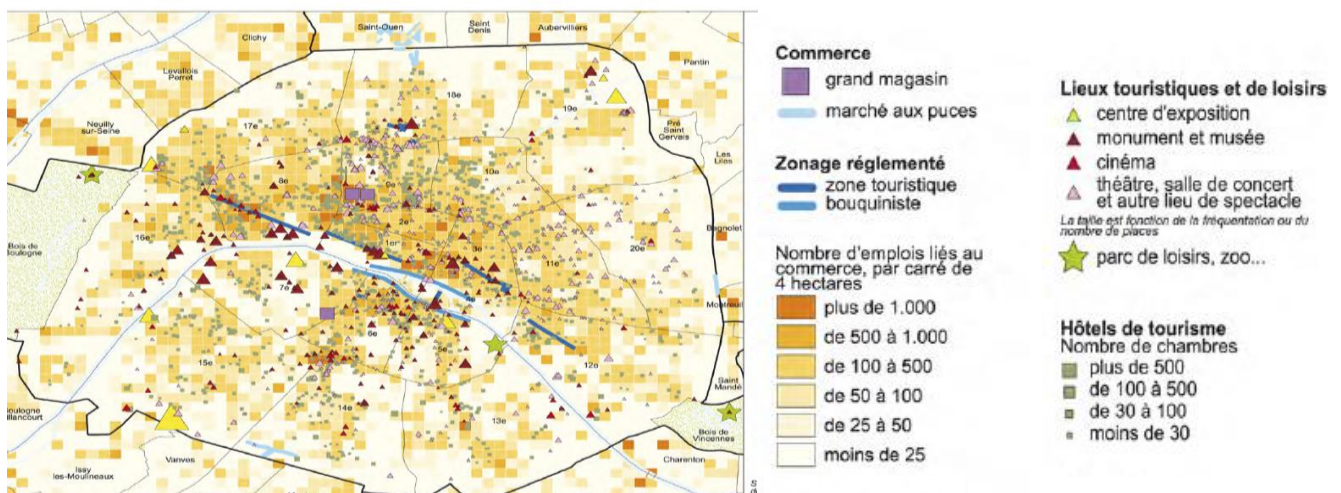 Saint-Ouen
Saint
Denis
Aubervilliers
Clichy
Pantin
Levallois
Perret
18e
19e
Neuilly
sur-Seine
17e
Pré
Saint
Gervais
Les
Lilas
10e
8e
9e
2e
Bois de
Boulogne
16e
1er
3e
11e
20e
Bagnolet
7e
4e
Montreuil
6e
5e
15e
12e
Saint
Mandé
14e
13e
Bois de
Vincennes
Issy
les-Moulineaux
Vanves
Charenton
Commerce
grand magasin
marché aux puces
Zonage réglementé
zone touristique
bouquiniste
Nombre d'emplois liés au
commerce, par carré de
4 hectares
plus de 1.000
de 500 à 1.000
de 100 à 500
de 50 à 100
de 25 à 50
moins de 25
Lieux touristiques et de loisirs
centre d'exposition
monument et musée
cinéma
théâtre, salle de concert
et autre lieu de spectacle
La taille est fonction de la fréquentation ou du
nombre de places
parc de loisirs, zoo...
Hôtels de tourisme
Nombre de chambres
plus de 500
de 100 à 500
de 30 à 100
moins de 30